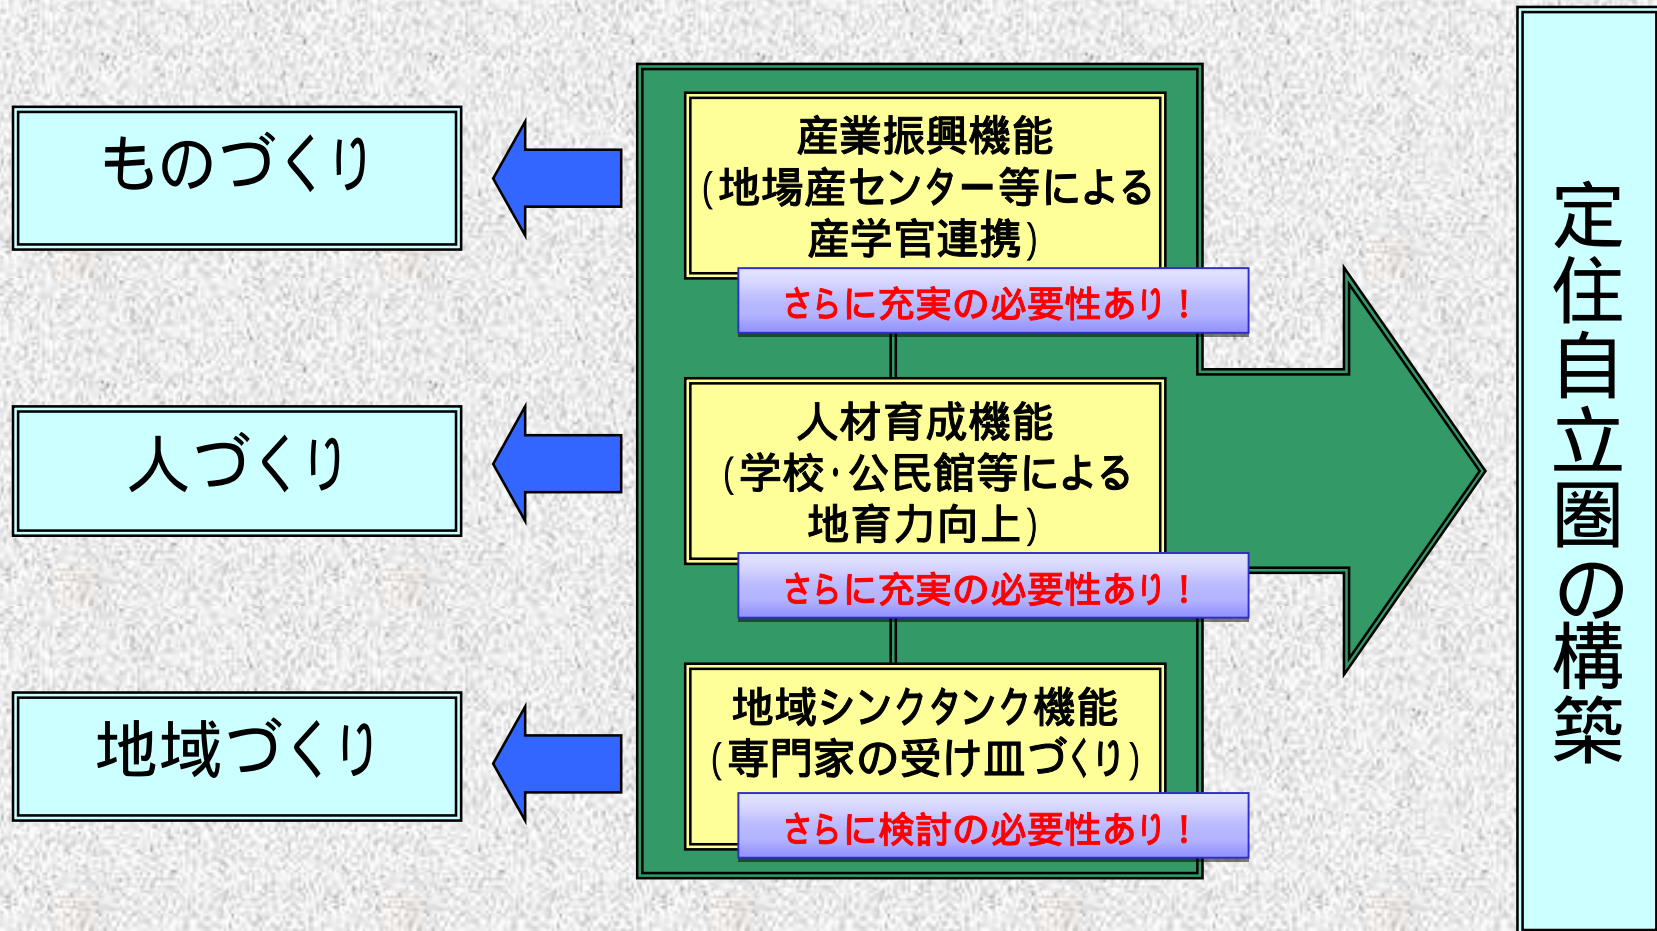 ものづくり
産業振興機能
(地場産センター等による
産学官連携)
さらに充実の必要性あり！
人づくり
人材育成機能
(学校・公民館等による
地育力向上)
さらに充実の必要性あり！
地域づくり
地域シンクタンク機能
(専門家の受け皿づくり)
さらに検討の必要性あり！
定住自立圏の構築